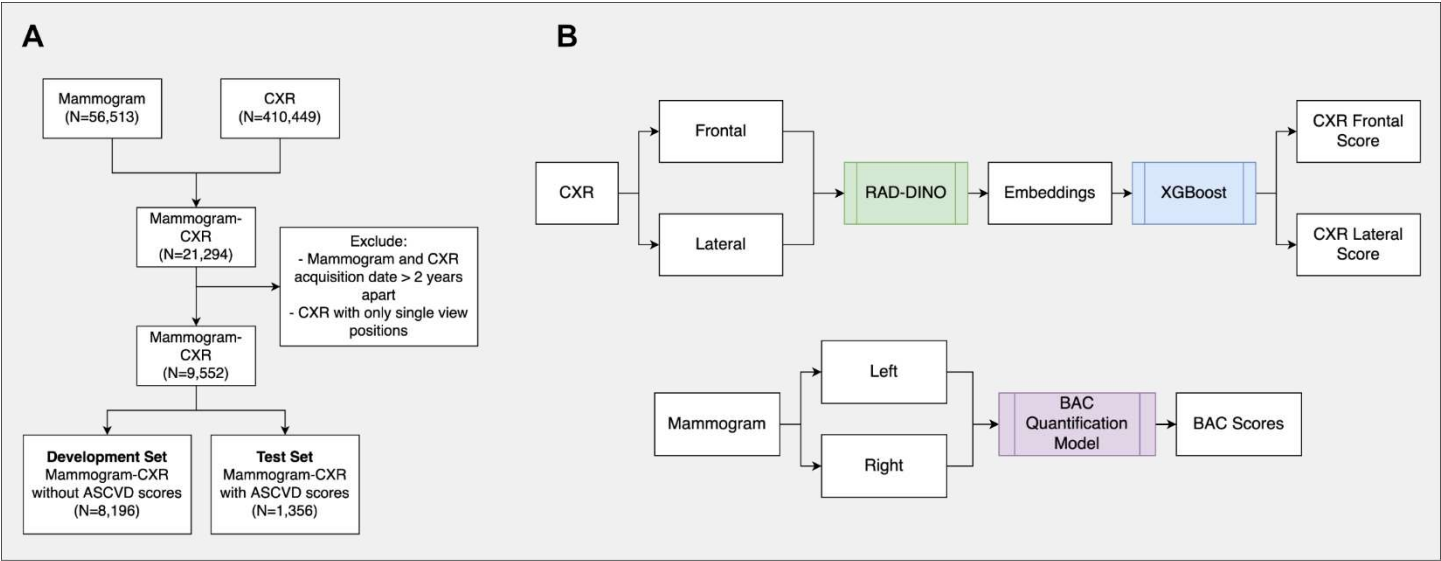 A
Mammogram
(N=56,513)
CXR
(N=410,449)
Mammogram-
CXR
(N=21,294)
Exclude:
- Mammogram and CXR
acquisition date > 2 years
apart
- CXR with only single view
positions
Mammogram-
CXR
(N=9,552)
Development Set
Mammogram-CXR
without ASCVD scores
(N=8,196)
Test Set
Mammogram-CXR
with ASCVD scores
(N=1,356)
B
CXR
Frontal
Lateral
RAD-DINO
Embeddings
XGBoost
CXR Frontal
Score
CXR Lateral
Score
Mammogram
Left
Right
BAC
Quantification
Model
BAC Scores